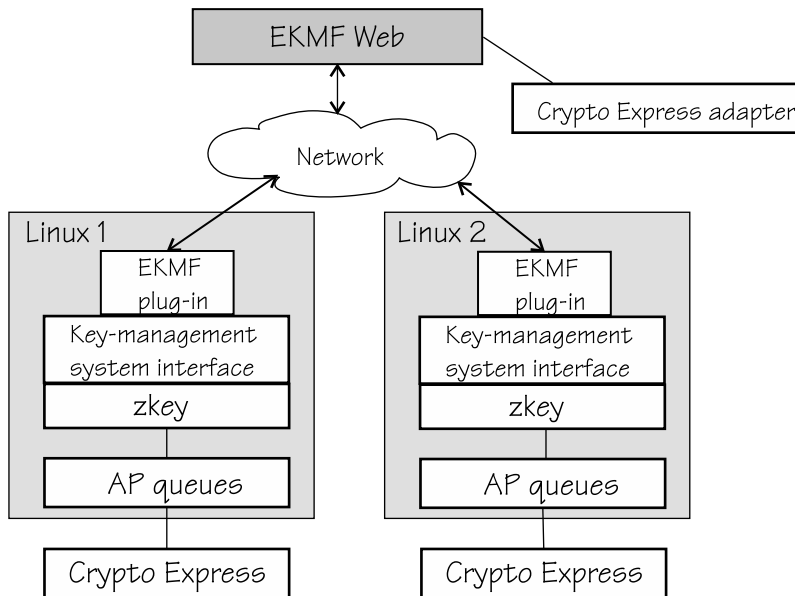 EKMF Web
Crypto Express adapter
Network
Linux 1
EKMF
plug-in
Key-management
system interface
zkey
AP queues
Crypto Express
Linux 2
EKMF
plug-in
Key-management
system interface
zkey
AP queues
Crypto Express